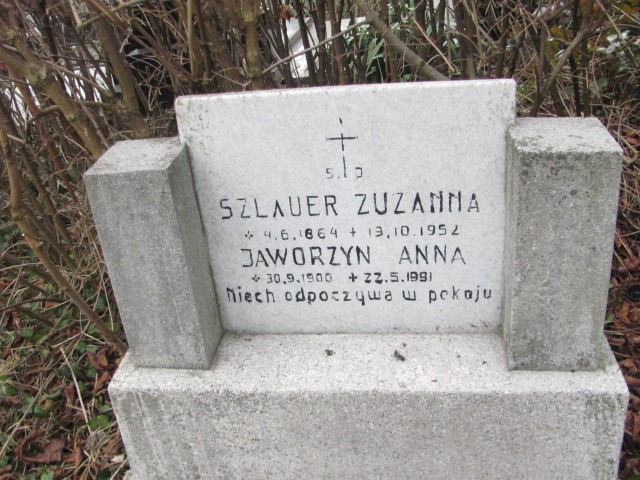 S. P.
SZLAUER ZUZANNA
* 4.6.1864 + 13.10.1952
JAWORZYN ANNA
* 30.9.1900 + 22.5.1991
Niech odpoczywa w pokoju